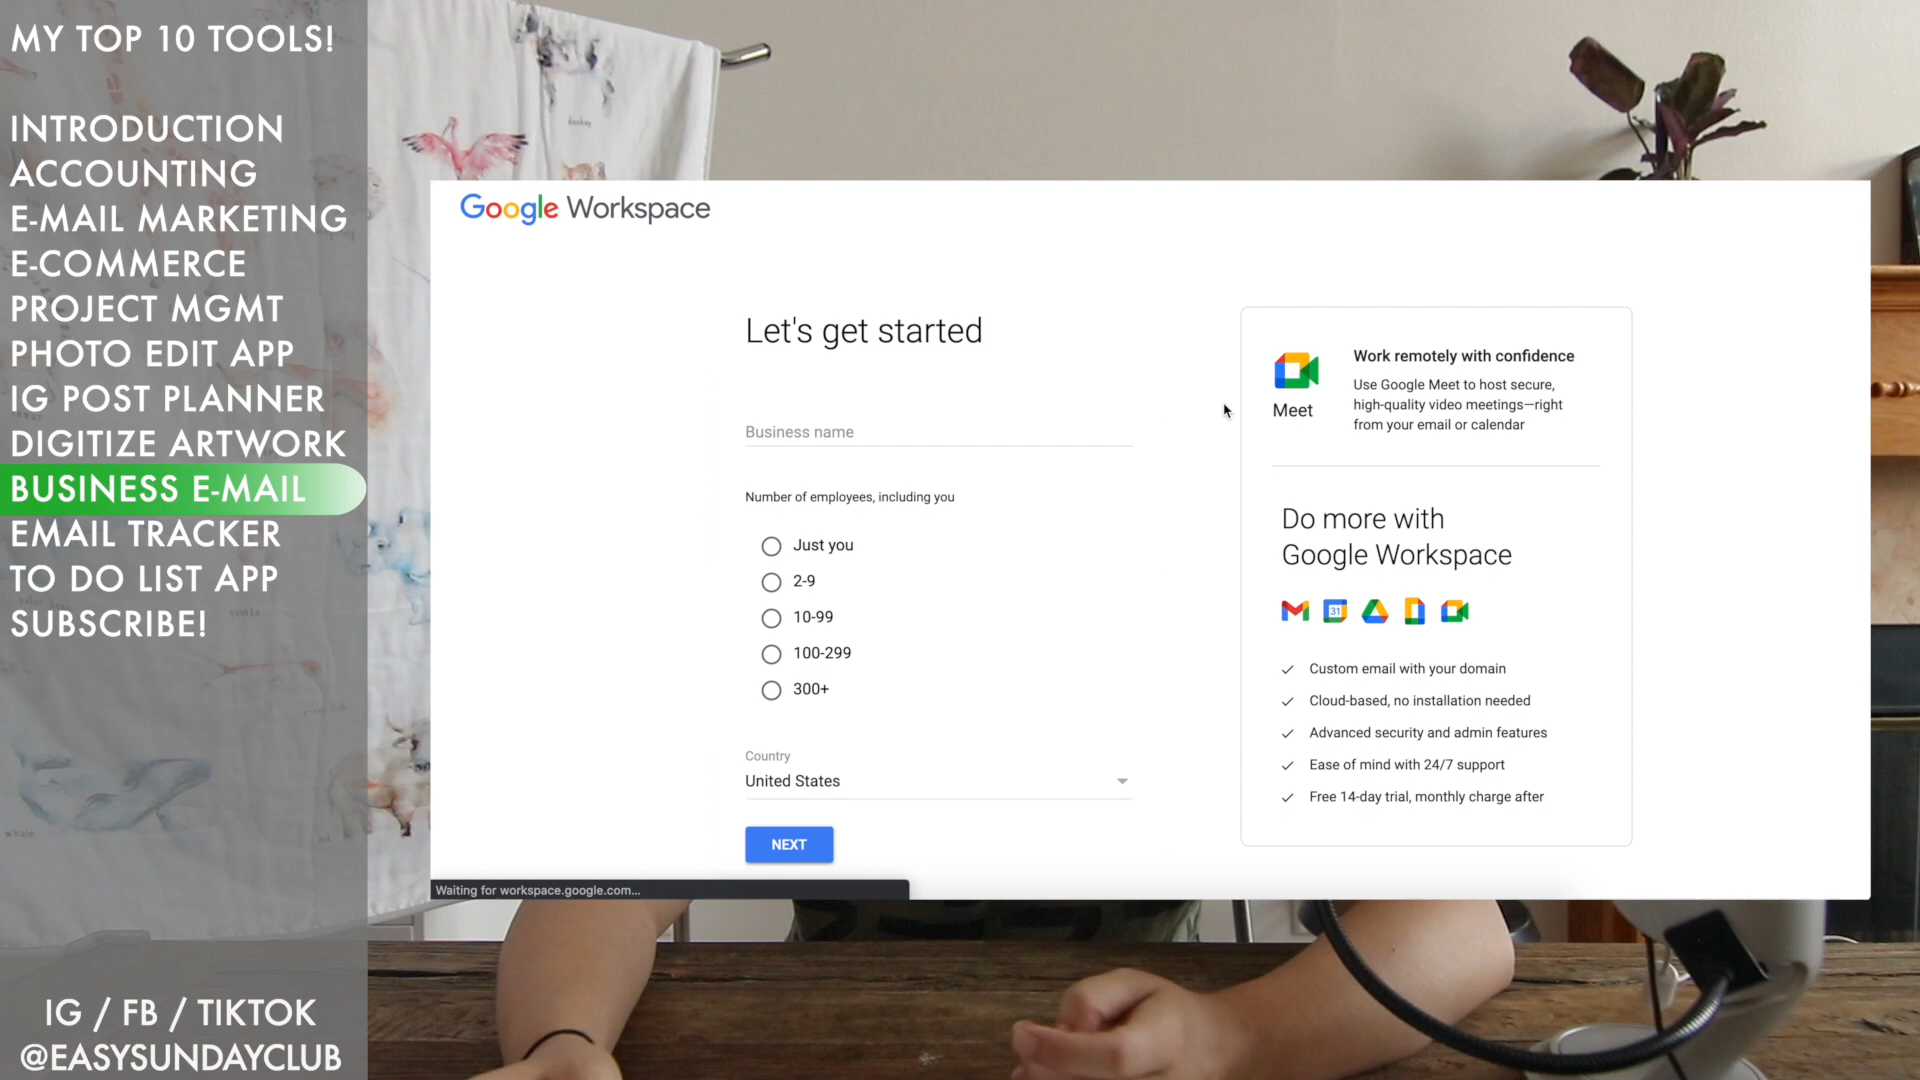 MY TOP 10 TOOLS!
INTRODUCTION
ACCOUNTING
E-MAIL MARKETING
E-COMMERCE
PROJECT MGMT
PHOTO EDIT APP
IG POST PLANNER
DIGITIZE ARTWORK
BUSINESS E-MAIL
EMAIL TRACKER
TO DO LIST APP
SUBSCRIBE!
IG / FB / TIKTOK
@EASYSUNDAYCLUB
donkey
whale
Google Workspace
Let's get started
Business name
Number of employees, including you
Just you
2-9
10-99
100-299
300+
Country
United States
NEXT
Waiting for workspace.google.com...
Meet
Work remotely with confidence
Use Google Meet to host secure,
high-quality video meetings—right
from your email or calendar
Do more with
Google Workspace
31
Custom email with your domain
Cloud-based, no installation needed
Advanced security and admin features
Ease of mind with 24/7 support
Free 14-day trial, monthly charge after